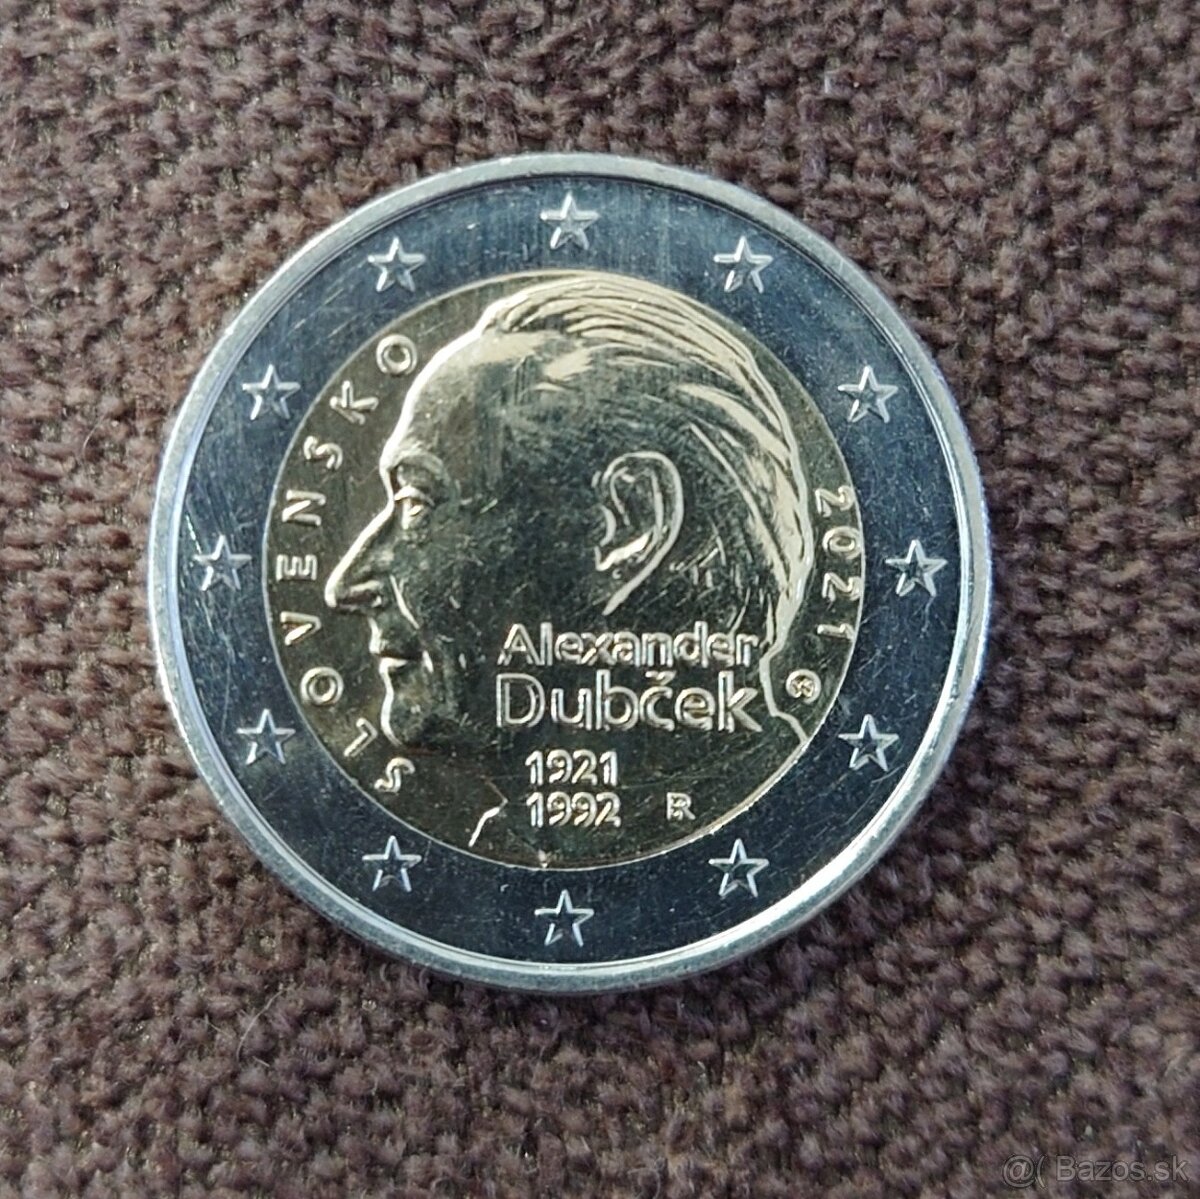 SLOVENSKO
2021
Alexander
Dubček
1921
1992
@( Bazos.sk